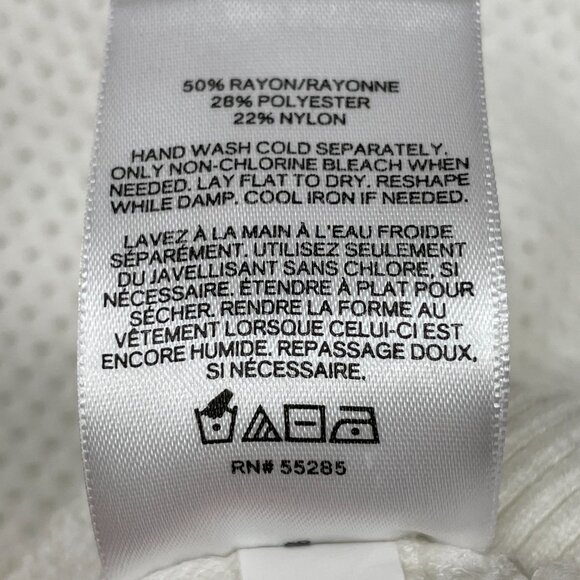 50% RAYON/RAYONNE
28% POLYESTER
22% NYLON
HAND WASH COLD SEPARATELY.
ONLY NON-CHLORINE BLEACH WHEN
NEEDED. LAY FLAT TO DRY. RESHAPE
WHILE DAMP. COOL IRON IF NEEDED.
LAVEZ À LA MAIN À L'EAU FROIDE
SÉPARÉMENT. UTILISEZ SEULEMENT
DU JAVELLISANT SANS CHLORE, SI
NÉCESSAIRE. ÉTENDRE À PLAT POUR
SÉCHER. RENDRE LA FORME AU
VÊTEMENT LORSQUE CELUI-CI EST
ENCORE HUMIDE. REPASSAGE DOUX,
SI NÉCESSAIRE.
RN# 55285